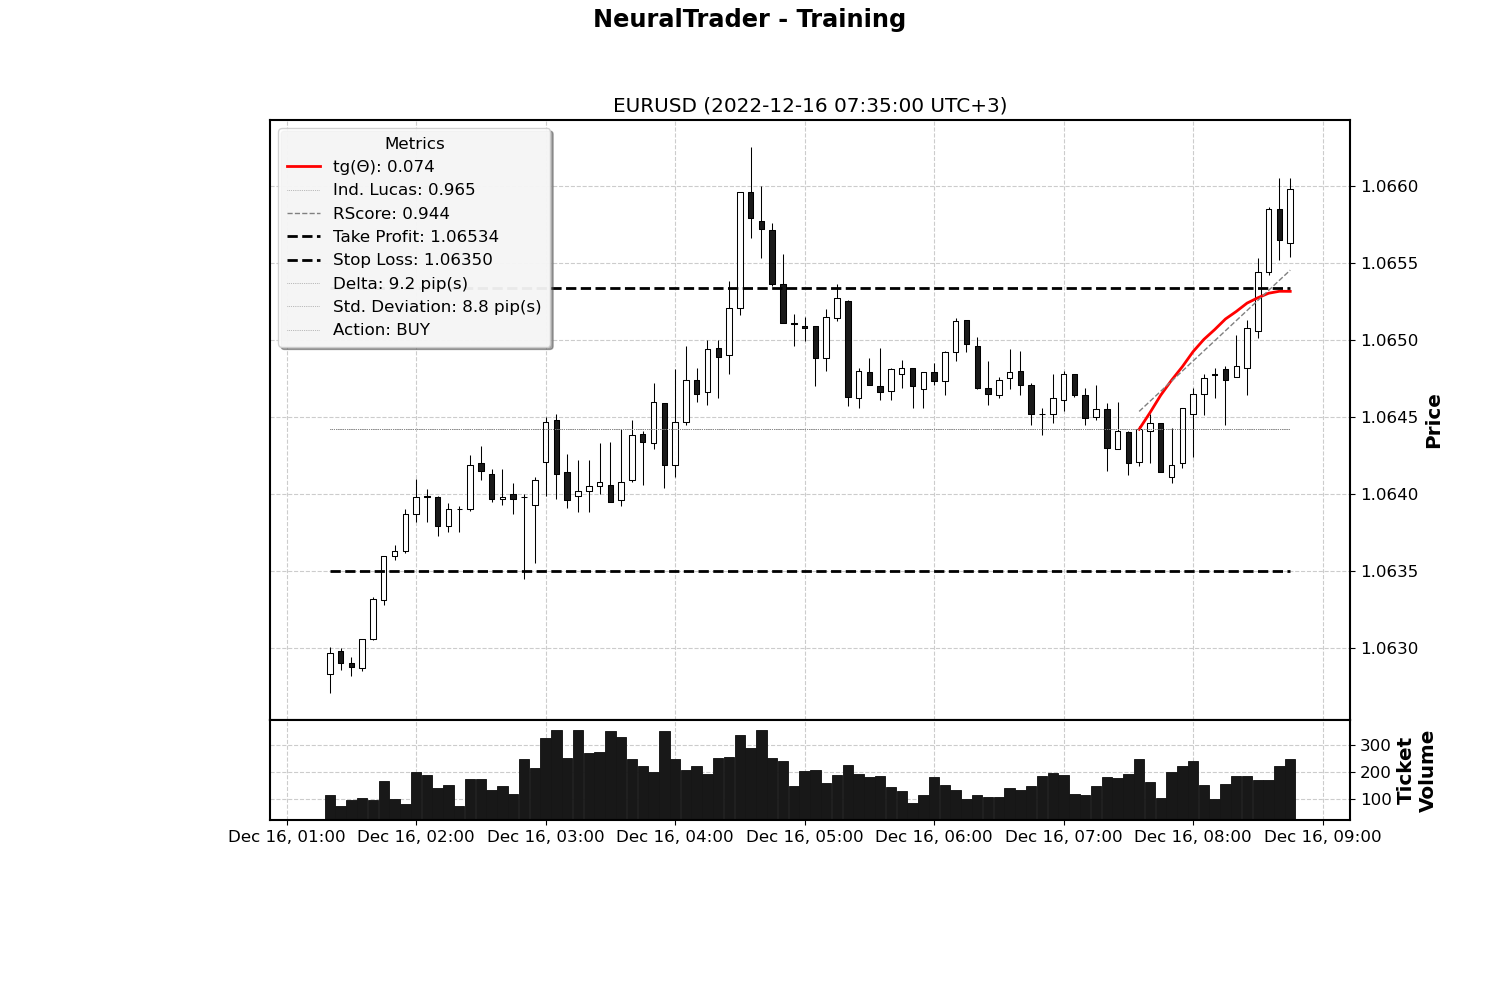 NeuralTrader - Training
EURUSD (2022-12-16 07:35:00 UTC+3)
Metrics
tg(Θ): 0.074
Ind. Lucas: 0.965
RScore: 0.944
Take Profit: 1.06534
Stop Loss: 1.06350
Delta: 9.2 pip(s)
Std. Deviation: 8.8 pip(s)
Action: BUY
1.0660
1.0655
1.0650
1.0645
1.0640
1.0635
1.0630
Price
300
200
100
Ticket
Volume
Dec 16, 01:00
Dec 16, 02:00
Dec 16, 03:00
Dec 16, 04:00
Dec 16, 05:00
Dec 16, 06:00
Dec 16, 07:00
Dec 16, 08:00
Dec 16, 09:00